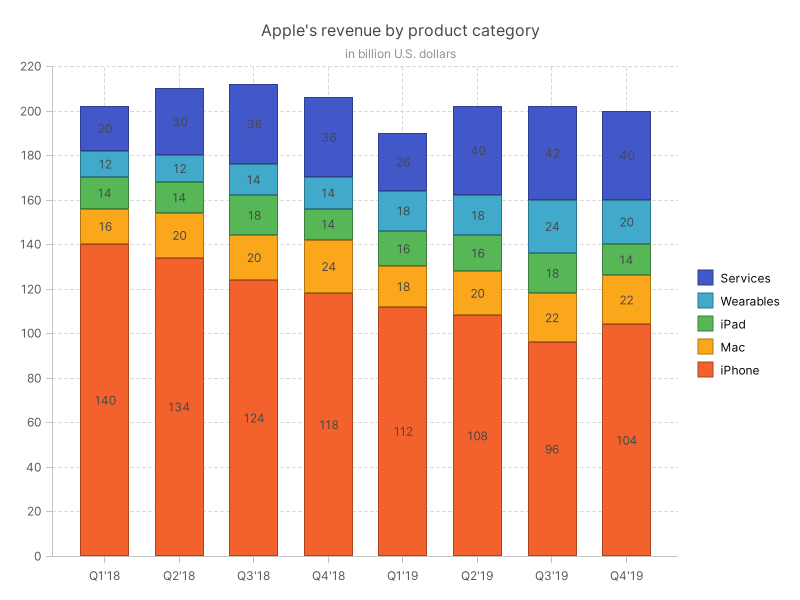 Apple's revenue by product category
in billion U.S. dollars
220
200
180
160
140
120
100
80
60
40
20
0
20 30 36 36 26 40 42 40
12 12 14 14 18 18 24 20
14 14 18 14 16 16 18 14
16 20 20 24 18 20 22 22
140 134 124 118 112 108 96 104
Q1'18 Q2'18 Q3'18 Q4'18 Q1'19 Q2'19 Q3'19 Q4'19
Services
Wearables
iPad
Mac
iPhone